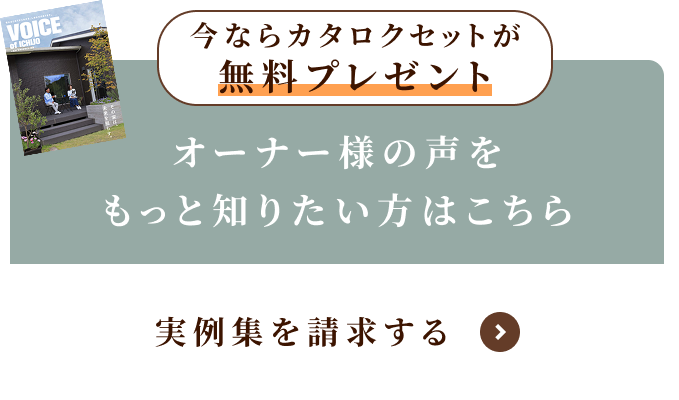 VOICE
of ICHIJO
今ならカタログセットが
無料プレゼント
オーナー様の声を
もっと知りたい方はこちら
実例集を請求する